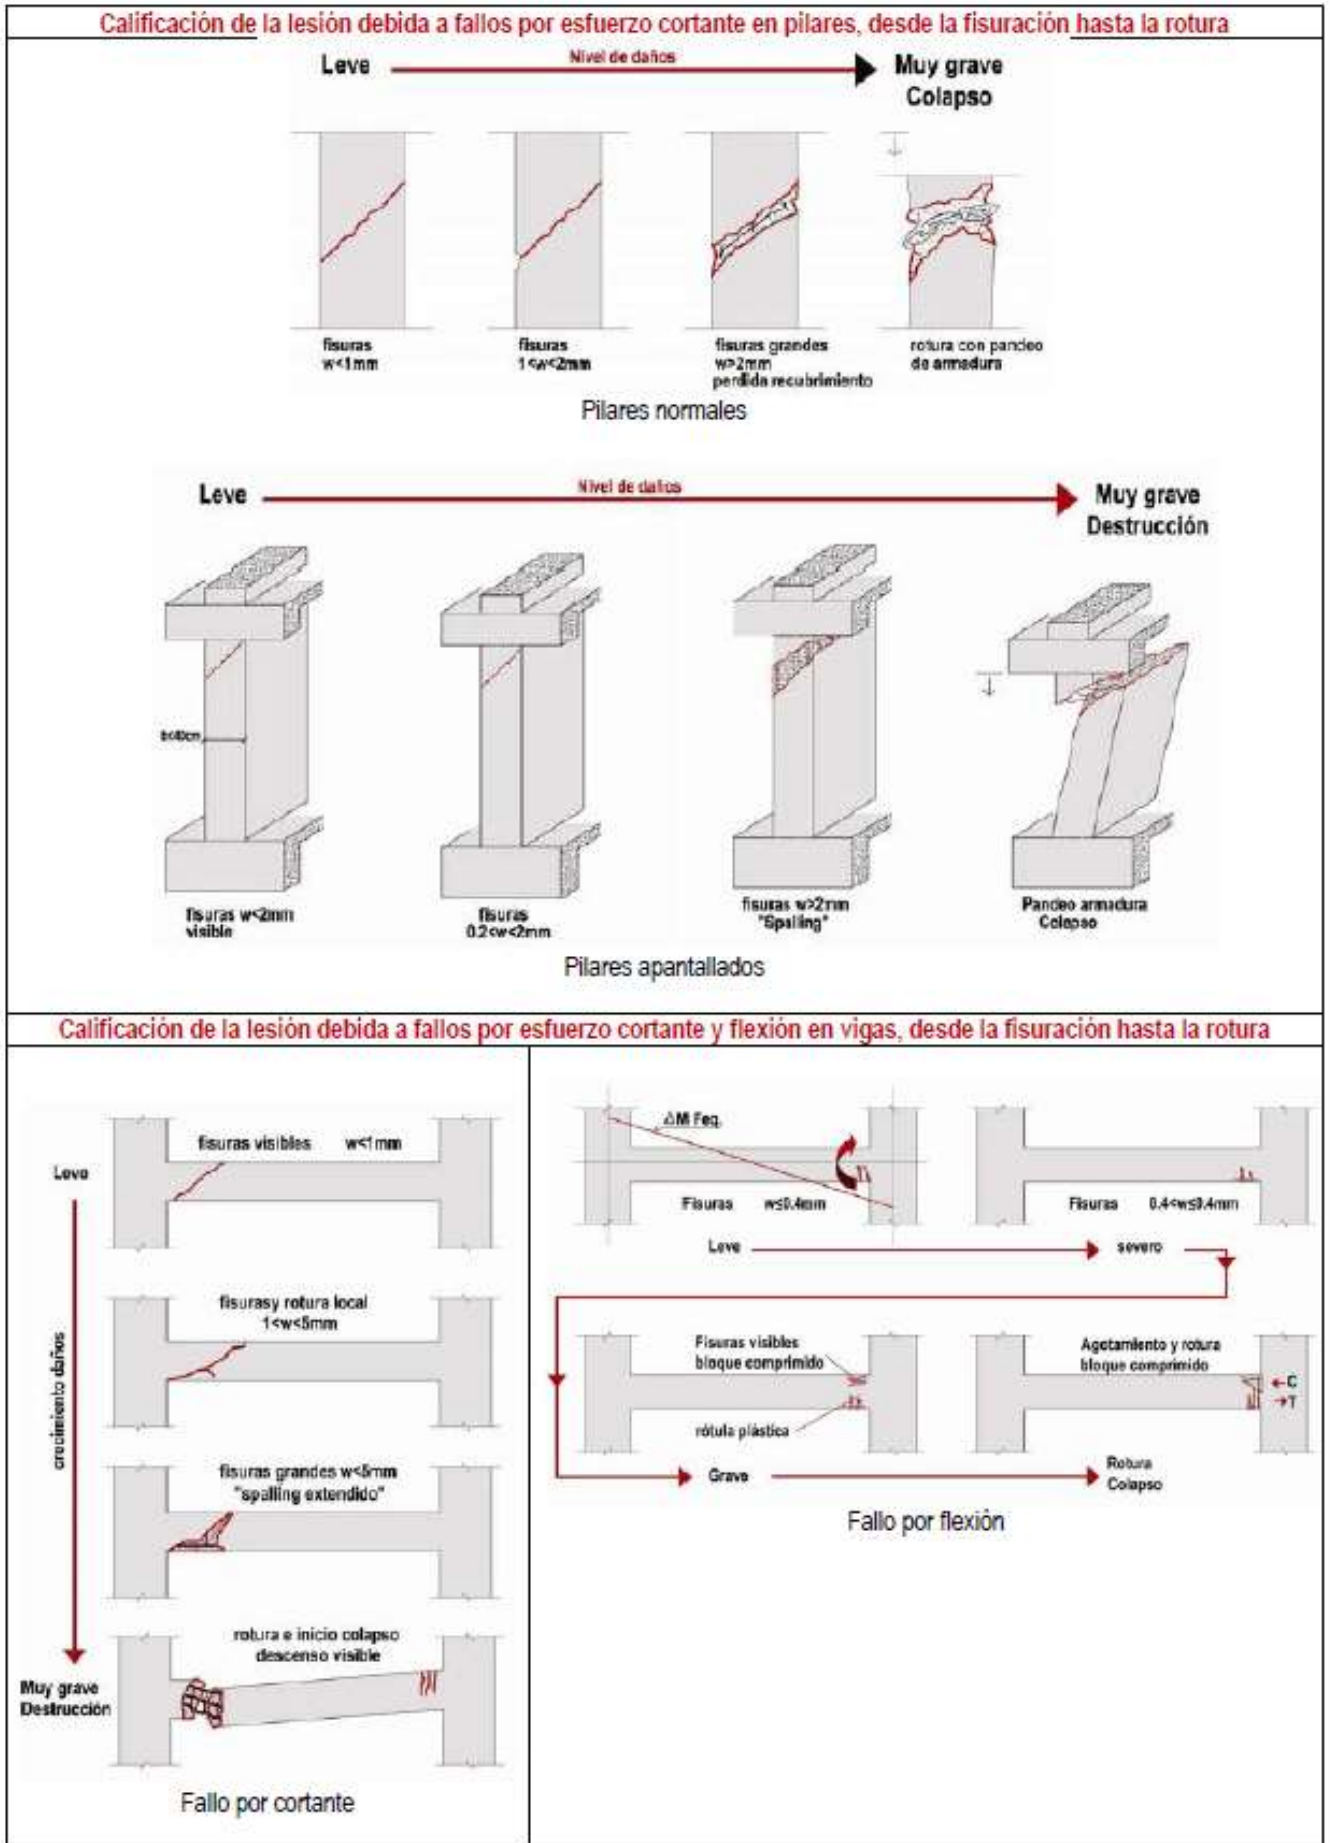 Calificación de la lesión debida a fallos por esfuerzo cortante en pilares, desde la fisuración hasta la rotura
Leve
Nivel de daños
Muy grave
Colapso
fisuras
w<1mm
fisuras
1<w<2mm
fisuras grandes
w>2mm
perdida recubrimiento
rotura con pandeo
de armadura
Pilares normales
Leve
Nivel de daños
Muy grave
Destrucción
b<40cm
fisuras w<2mm
visible
fisuras
0.2<w<2mm
fisuras w>2mm
"Spalling"
Pandeo armadura
Colapso
Pilares apantallados
Calificación de la lesión debida a fallos por esfuerzo cortante y flexión en vigas, desde la fisuración hasta la rotura
Leve
crecimiento daños
Muy grave
Destrucción
fisuras visibles w<1mm
fisuras y rotura local
1<w<5mm
fisuras grandes w<5mm
"spalling extendido"
rotura e inicio colapso
descenso visible
Fallo por cortante
ΔM Feq.
Fisuras w≤0.4mm
Fisuras 0.4<w≤0.4mm
Leve
severo
Fisuras visibles
bloque comprimido
rótula plástica
Agotamiento y rotura
bloque comprimido
C
T
Grave
Rotura
Colapso
Fallo por flexión